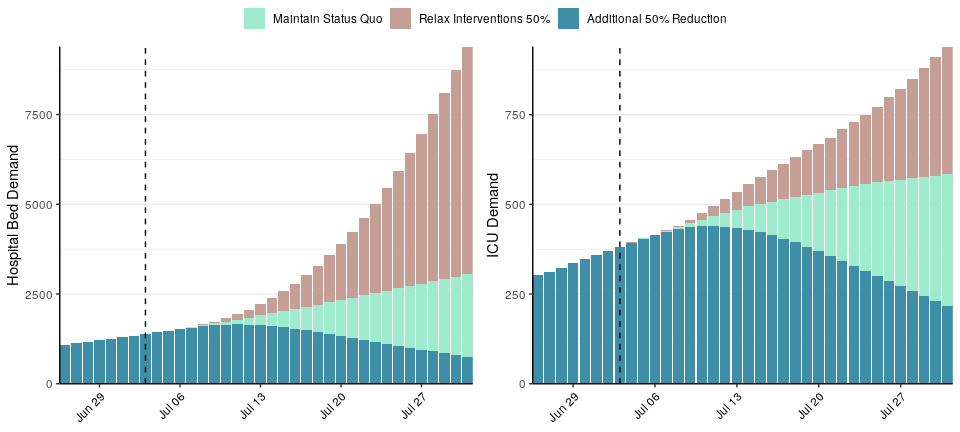 Maintain Status Quo Relax Interventions 50% Additional 50% Reduction
Hospital Bed Demand
7500
5000
2500
0
Jun 29 Jul 06 Jul 13 Jul 20 Jul 27
ICU Demand
750
500
250
0
Jun 29 Jul 06 Jul 13 Jul 20 Jul 27